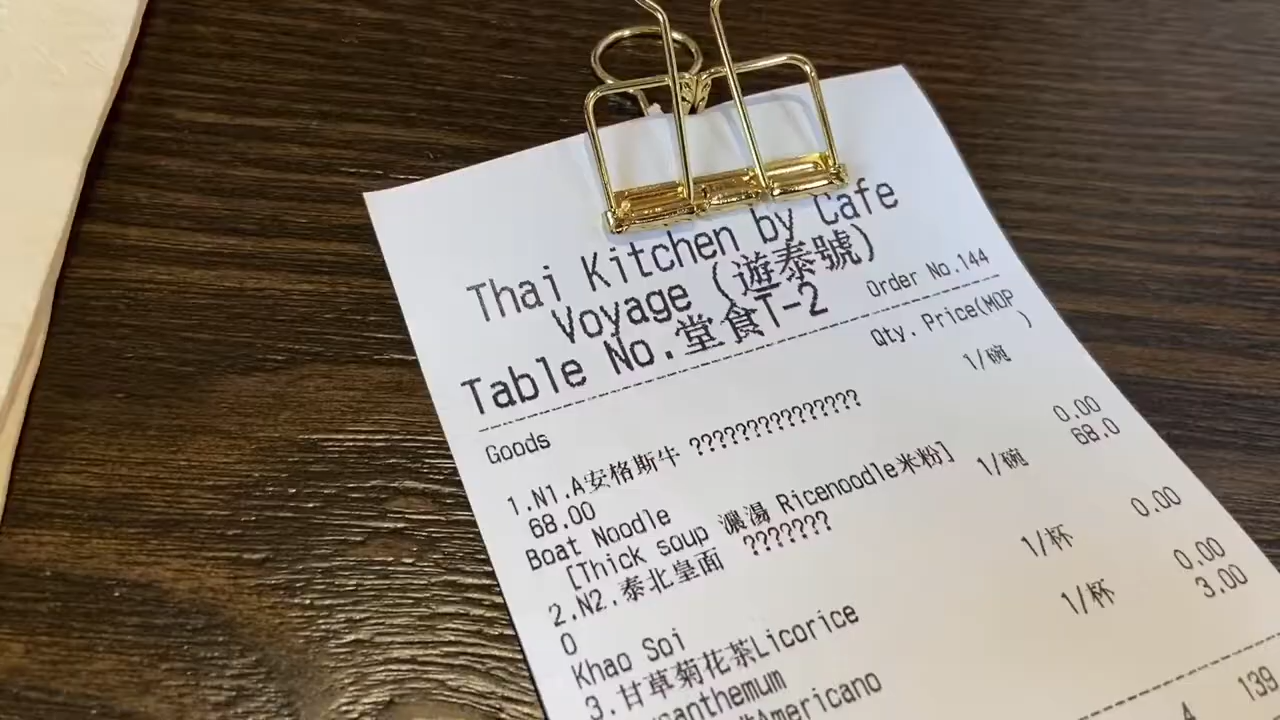 Thai Kitchen by Cafe
Voyage (遊泰號)
Table No.堂食T-2
Order No.144
Goods
Qty. Price(MOP
)
1.N1.A安格斯牛 ???????????????
1/碗
68.00
0.00
Boat Noodle
68.0
[Thick soup 濃湯 Ricenoodle米粉]
2.N2.泰北皇面 ???????
1/碗
0
0.00
Khao Soi
3.甘草菊花茶Licorice
1/杯
0.00
santhemum
Americano
1/杯
3.00
4
139